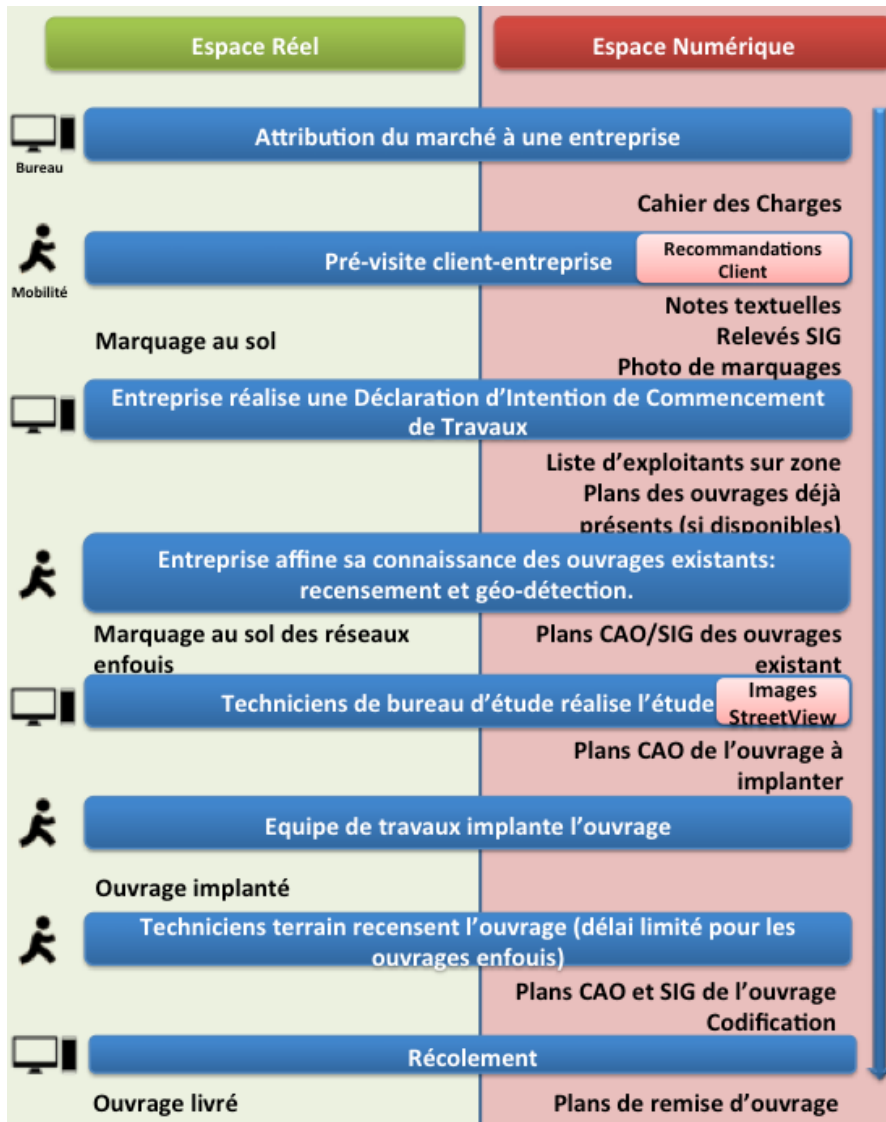 Espace Réel
Espace Numérique
Attribution du marché à une entreprise
Bureau
Cahier des Charges
Pré-visite client-entreprise
Recommandations
Client
Mobilité
Notes textuelles
Relevés SIG
Marquage au sol
Photo de marquages
Entreprise réalise une Déclaration d'Intention de Commencement
de Travaux
Liste d'exploitants sur zone
Plans des ouvrages déjà
présents (si disponibles)
Entreprise affine sa connaissance des ouvrages existants:
recensement et géo-détection.
Marquage au sol des réseaux
enfouis
Plans CAO/SIG des ouvrages
existant
Techniciens de bureau d'étude réalise l'étude
Images
StreetView
Plans CAO de l'ouvrage à
implanter
Equipe de travaux implante l'ouvrage
Ouvrage implanté
Techniciens terrain recensent l'ouvrage (délai limité pour les
ouvrages enfouis)
Plans CAO et SIG de l'ouvrage
Codification
Récolement
Ouvrage livré
Plans de remise d'ouvrage